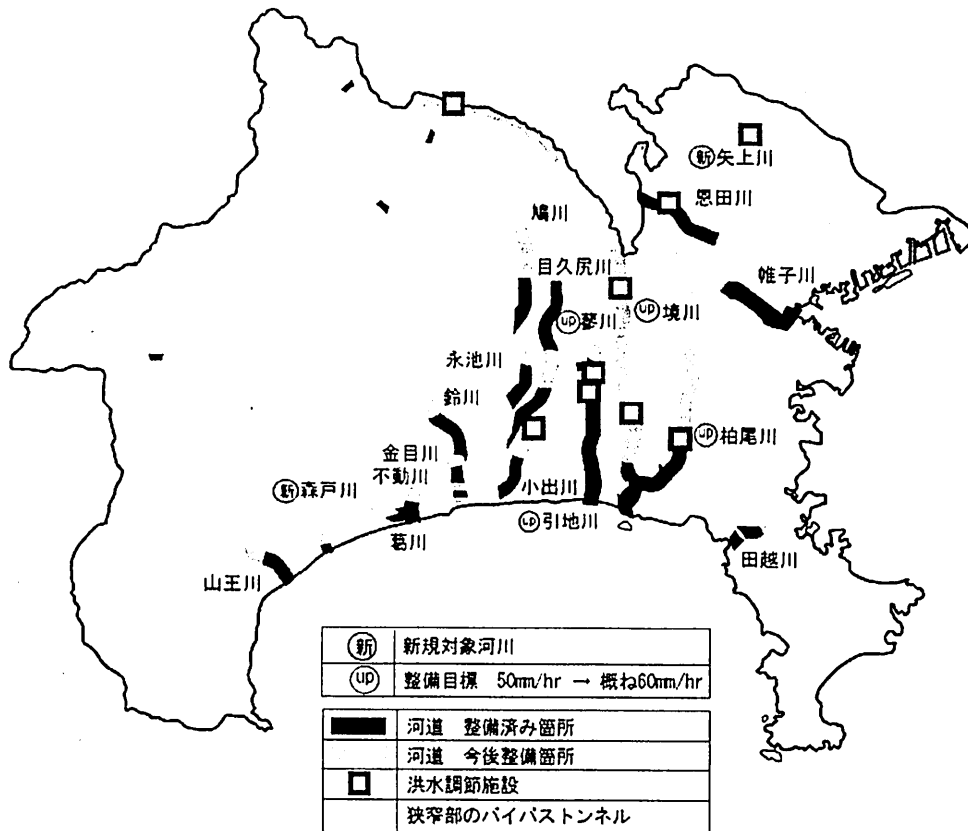 新矢上川
恩田川
鳩川
目久尻川
帷子川
up境川
up蓼川
永池川
鈴川
up柏尾川
金目川
不動川
新森戸川
小出川
up引地川
葛川
田越川
山王川
新 新規対象河川
up 整備目標 50mm/hr → 概ね60mm/hr
河道 整備済み箇所
河道 今後整備箇所
洪水調節施設
狭窄部のバイパストンネル